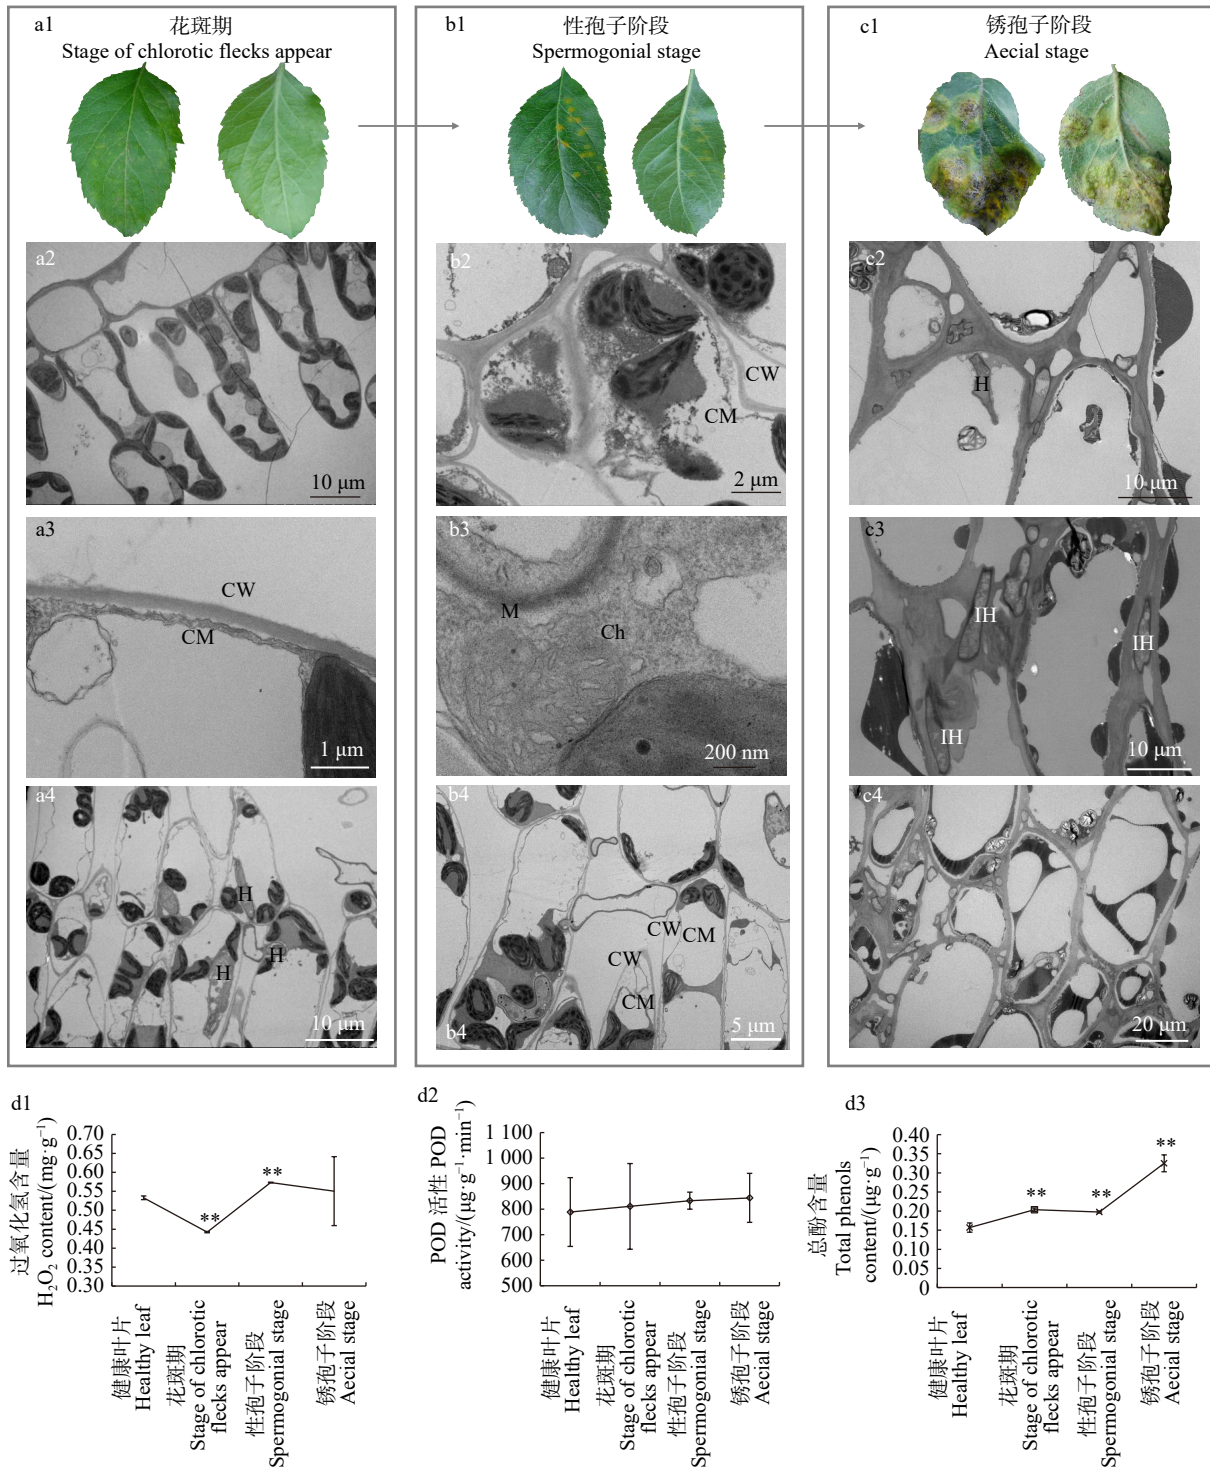 a1
花斑期
Stage of chlorotic flecks appear
b1
性孢子阶段
Spermogonial stage
c1
锈孢子阶段
Aecial stage
a2
10 μm
a3
CW
CM
1 μm
a4
H
H
H
10 μm
b2
CW
CM
2 μm
b3
M
Ch
200 nm
b4
CW
CM
CW
CM
b4
5 μm
c2
H
10 μm
c3
IH
IH
IH
10 μm
c4
20 μm
d1
过氧化氢含量
H₂O₂ content/(mg·g⁻¹)
0.70
0.65
0.60
0.55
0.50
0.45
0.40
0.35
0.30
**
**
健康叶片
Healthy leaf
花斑期
Stage of chlorotic
flecks appear
性孢子阶段
Spermogonial stage
锈孢子阶段
Aecial stage
d2
POD 活性 POD
activity/(μg·g⁻¹·min⁻¹)
1 100
1 000
900
800
700
600
500
健康叶片
Healthy leaf
花斑期
Stage of chlorotic
flecks appear
性孢子阶段
Spermogonial stage
锈孢子阶段
Aecial stage
d3
总酚含量
Total phenols
content/(μg·g⁻¹)
0.40
0.35
0.30
0.25
0.20
0.15
0.10
0.05
0
**
**
**
健康叶片
Healthy leaf
花斑期
Stage of chlorotic
flecks appear
性孢子阶段
Spermogonial stage
锈孢子阶段
Aecial stage